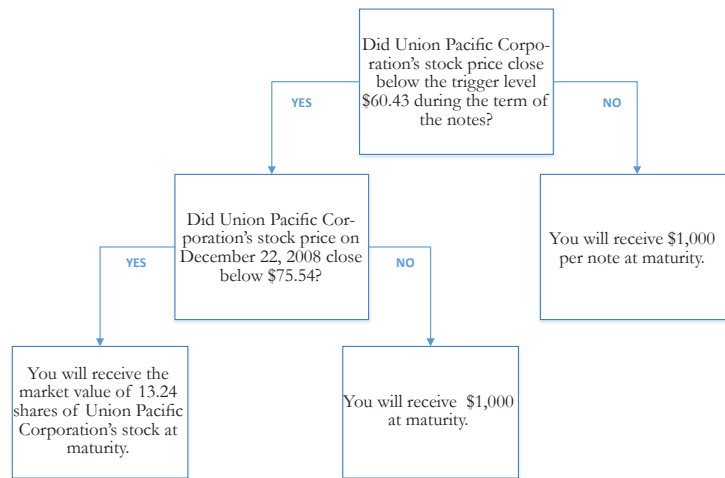 Did Union Pacific Corpo-
ration's stock price close
below the trigger level
$60.43 during the term of
the notes?
YES
NO
Did Union Pacific Cor-
poration's stock price on
December 22, 2008 close
below $75.54?
You will receive $1,000
per note at maturity.
YES
NO
You will receive the
market value of 13.24
shares of Union Pacific
Corporation's stock at
maturity.
You will receive $1,000
at maturity.